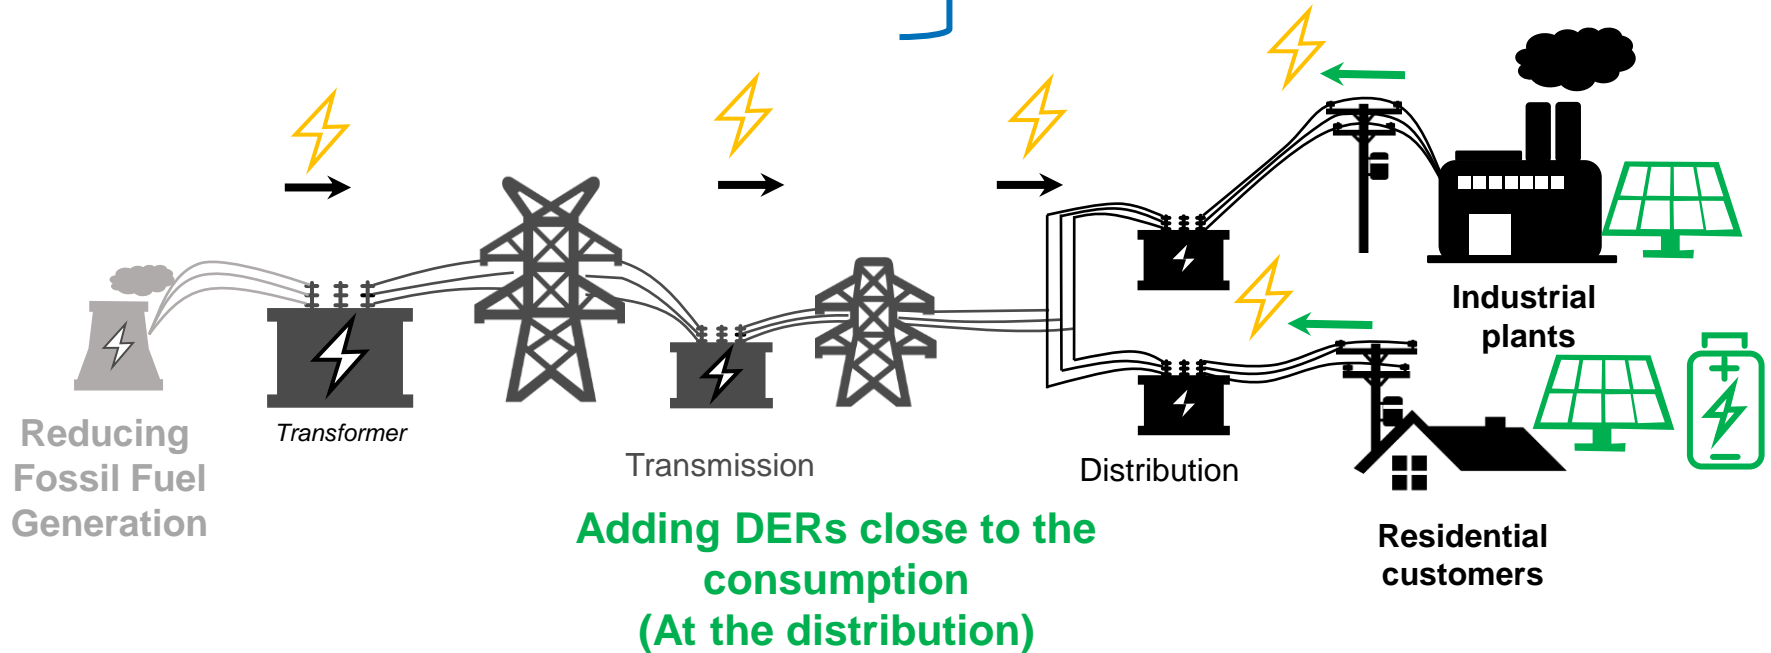 Industrial
plants
Reducing
Fossil Fuel
Generation
Transformer
Transmission
Distribution
Adding DERs close to the
consumption
(At the distribution)
Residential
customers